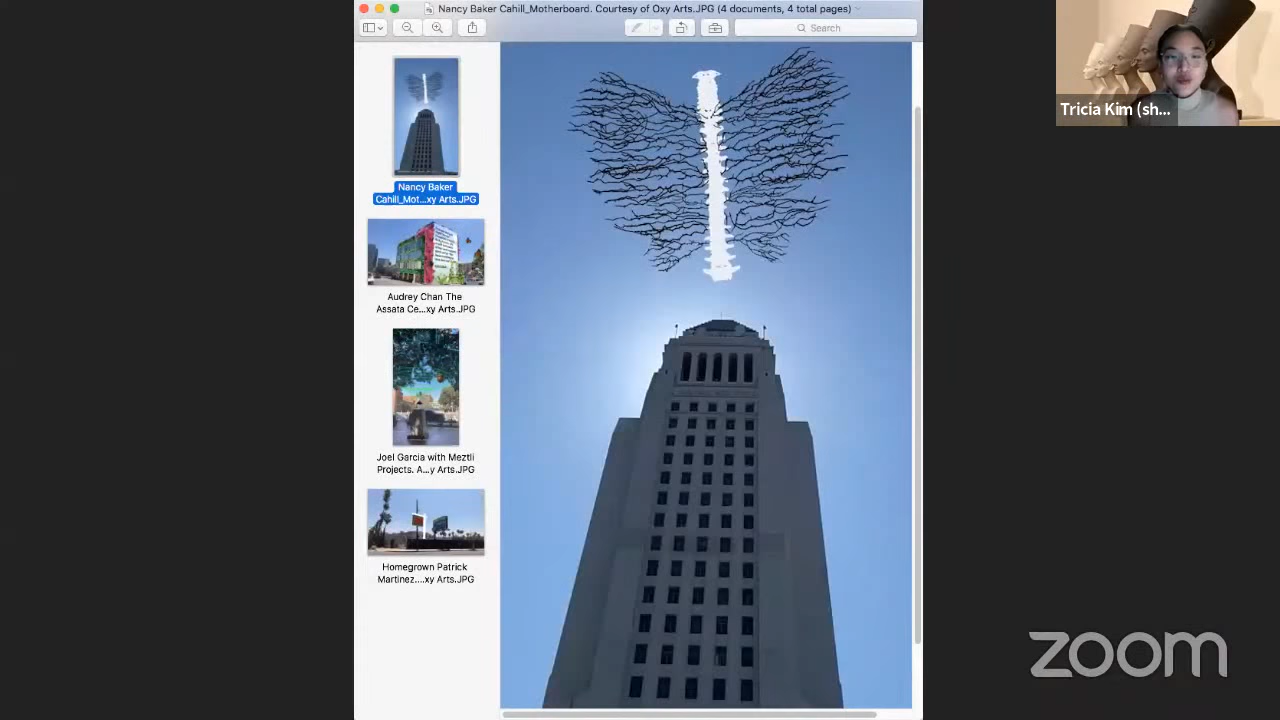 Nancy Baker Cahill_Motherboard. Courtesy of Oxy Arts.JPG (4 documents, 4 total pages)
Search
Nancy Baker
Cahill_Mot...xy Arts.JPG
Audrey Chan The
Assata Ce...xy Arts.JPG
Joel Garcia with Meztli
Projects. A...y Arts.JPG
Homegrown Patrick
Martinez....xy Arts.JPG
Tricia Kim (sh...
zoom